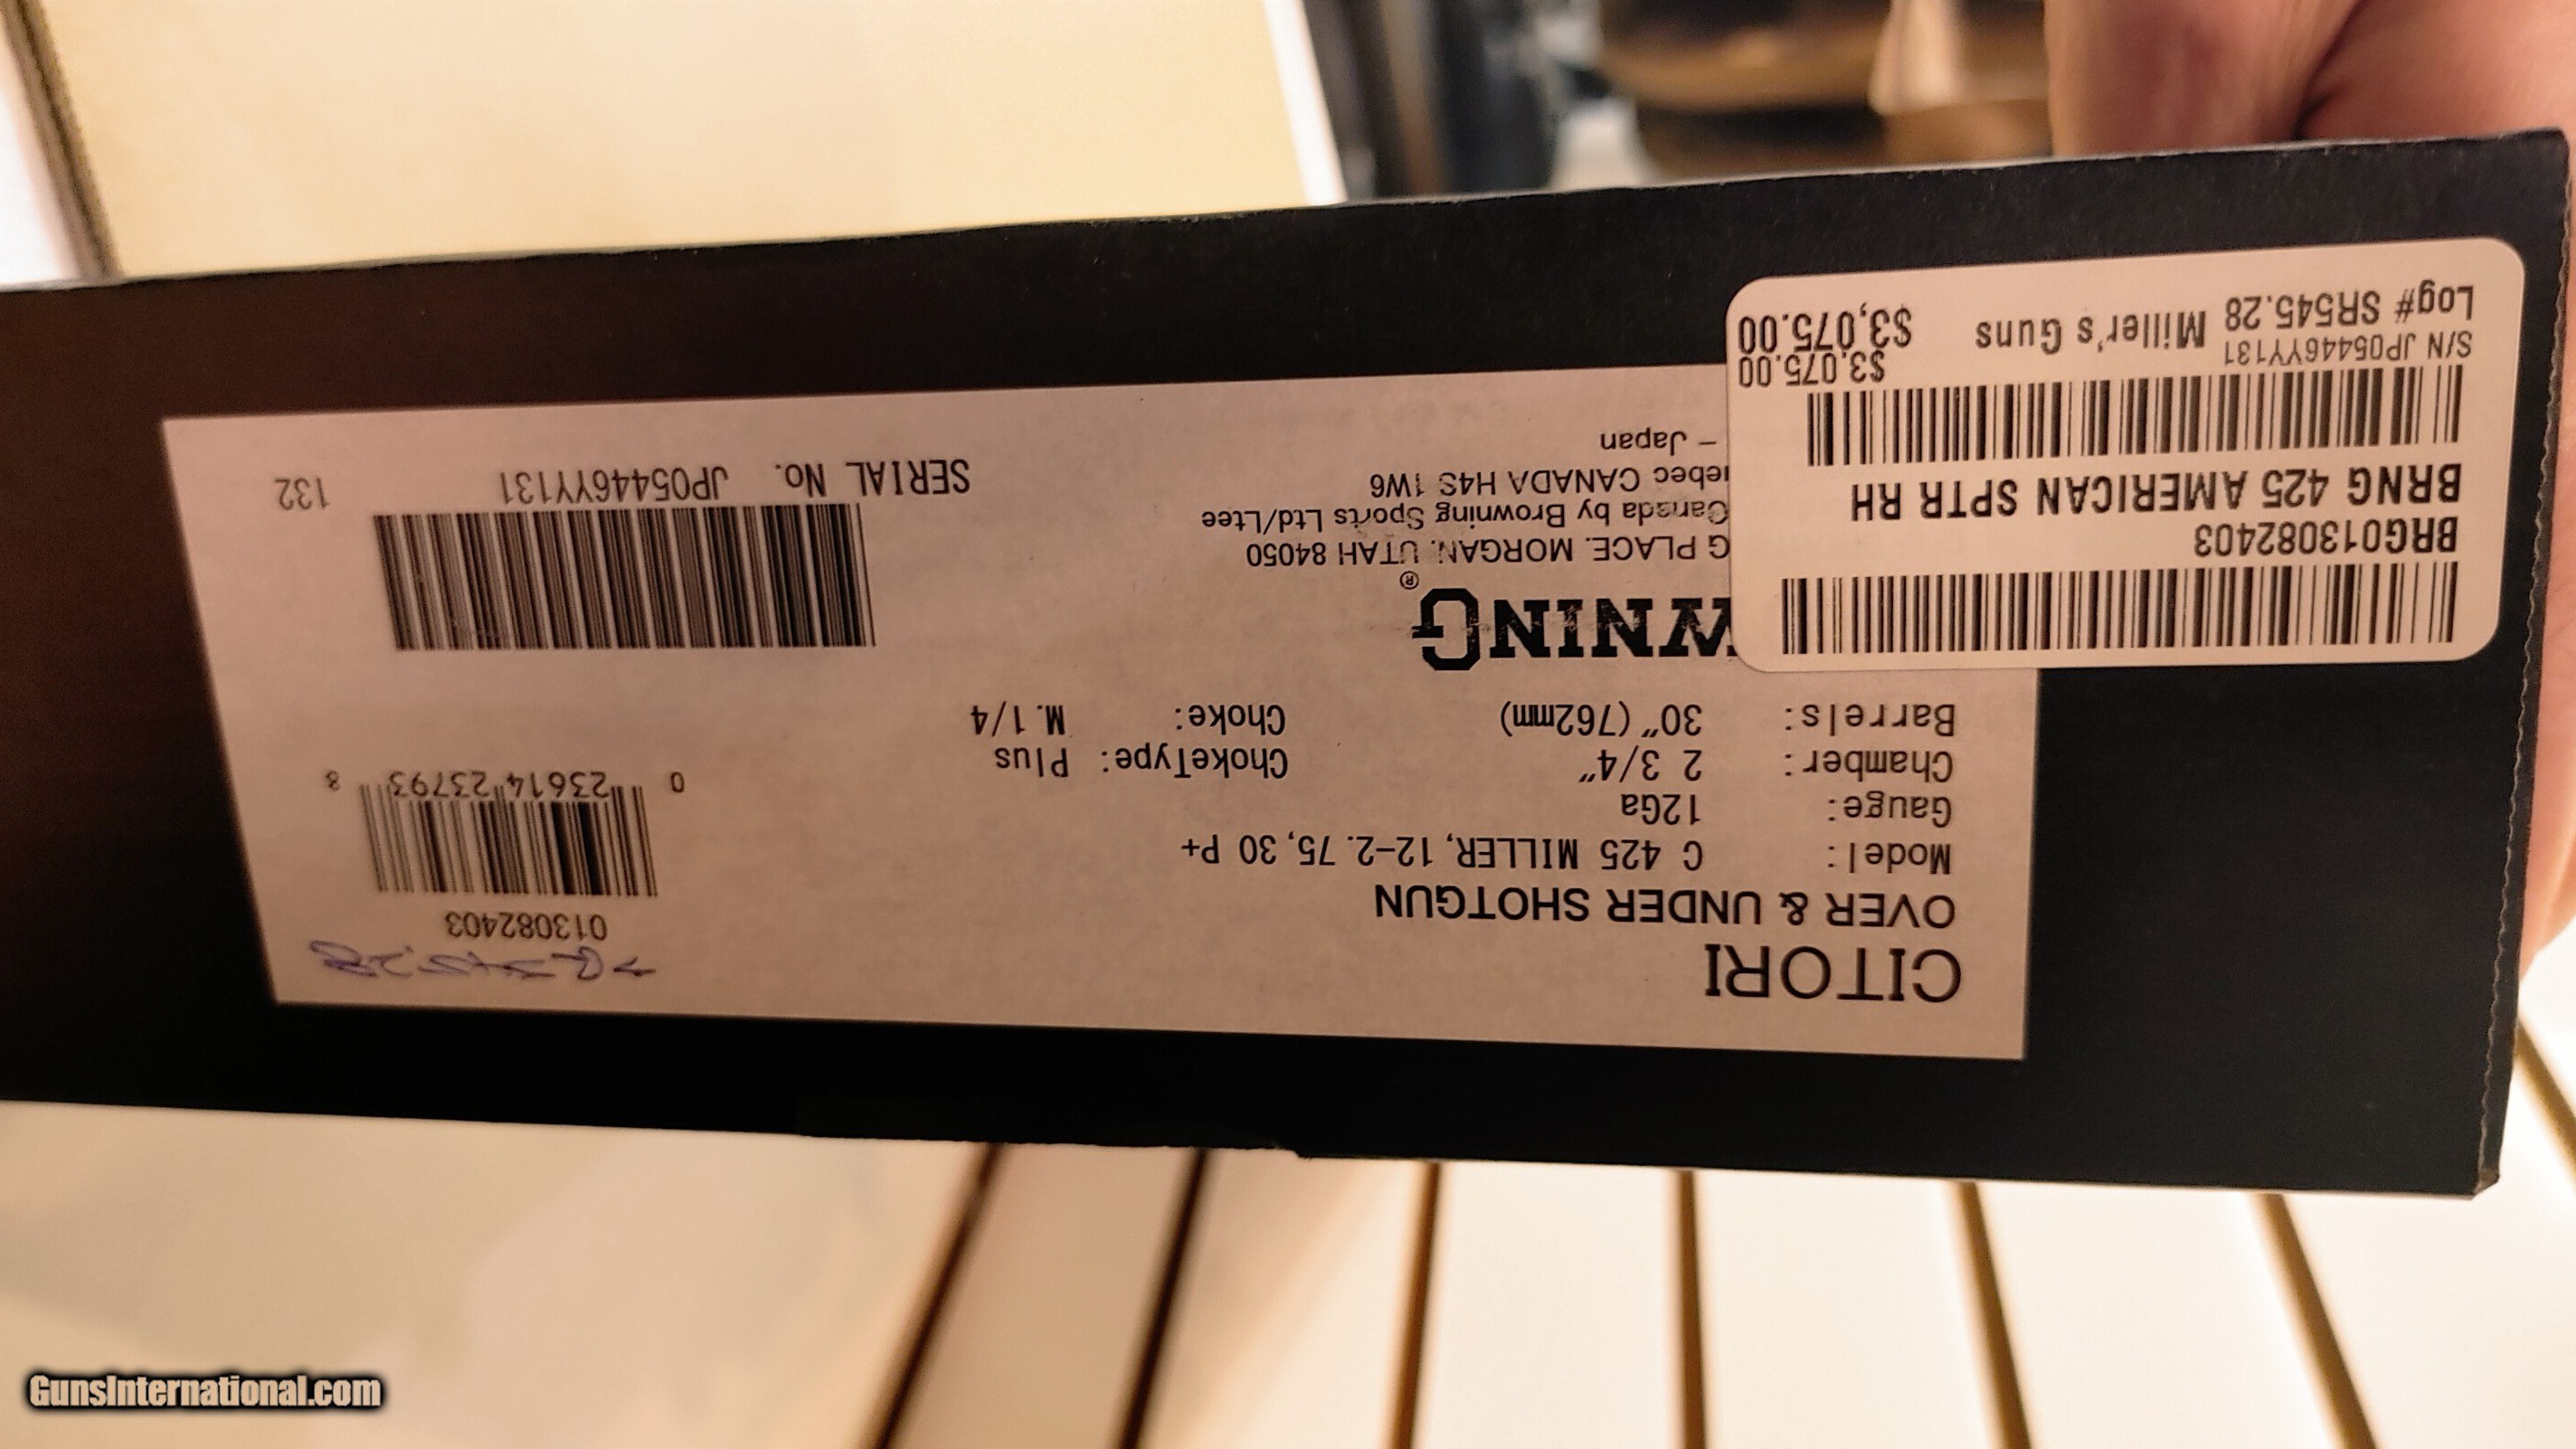 CITORI
OVER & UNDER SHOTGUN
Model: C 425 MILLER, 12-2. 75, 30 P+
Gauge: 12Ga
Chamber: 2 3/4" ChokeType: Plus
Barrels: 30" (762mm) Choke: M. 1/4
013082403
0 23614 23793 8
WNING®
G PLACE. MORGAN. UTAH 84050
Canada by Browning Sports Ltd/Ltee
uebec CANADA H4S 1W6
- Japan
SERIAL No. JP05446YY131 132
BRG013082403
BRNG 425 AMERICAN SPTR RH
$3,075.00
S/N JP05446YY131
Log# SR545.28 Miller's Guns $3,075.00
GunsInternational.com